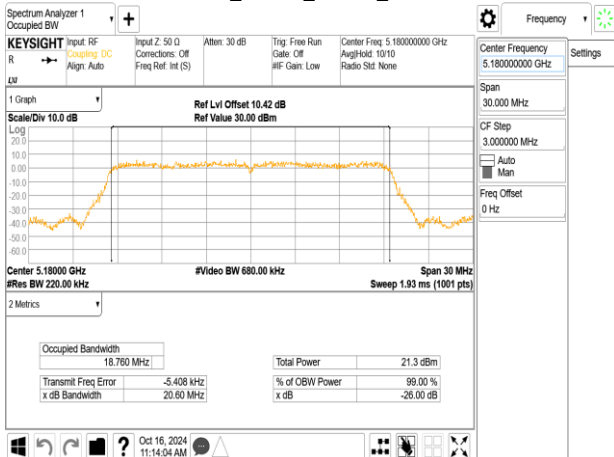 Spectrum Analyzer 1
Occupied BW
Frequency
KEYSIGHT
R
LXI
Input: RF
Coupling: DC
Align: Auto
Input Z: 50 Ω
Corrections: Off
Freq Ref: Int (S)
Atten: 30 dB
Trig: Free Run
Gate: Off
#IF Gain: Low
Center Freq: 5.180000000 GHz
Avg|Hold: 10/10
Radio Std: None
Center Frequency
5.180000000 GHz
Settings
Span
30.000 MHz
CF Step
3.000000 MHz
Auto
Man
Freq Offset
0 Hz
1 Graph
Scale/Div 10.0 dB
Ref Lvl Offset 10.42 dB
Ref Value 30.00 dBm
Log
20.0
10.0
0.00
-10.0
-20.0
-30.0
-40.0
-50.0
-60.0
Center 5.18000 GHz
#Video BW 680.00 kHz
Span 30 MHz
#Res BW 220.00 kHz
Sweep 1.93 ms (1001 pts)
2 Metrics
Occupied Bandwidth
18.760 MHz
Total Power 21.3 dBm
Transmit Freq Error -5.408 kHz
% of OBW Power 99.00 %
x dB Bandwidth 20.60 MHz
x dB -26.00 dB
?
Oct 16, 2024
11:14:04 AM